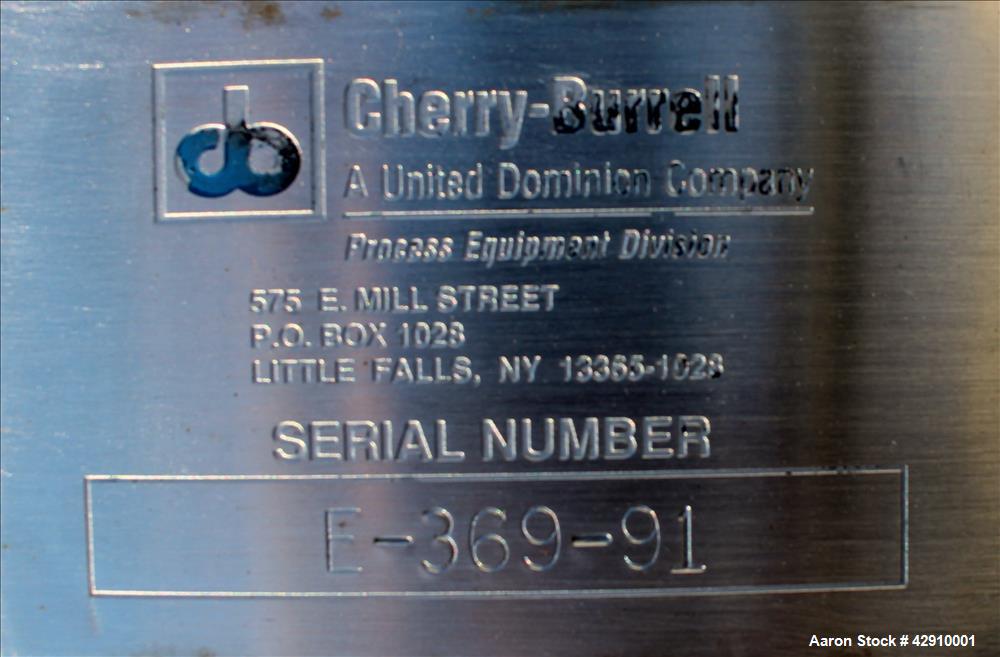 cb
Cherry-Burrell
A United Dominion Company
Process Equipment Division
575 E. MILL STREET
P.O. BOX 1028
LITTLE FALLS, NY 13365-1028
SERIAL NUMBER
E-369-91
Aaron Stock # 42910001